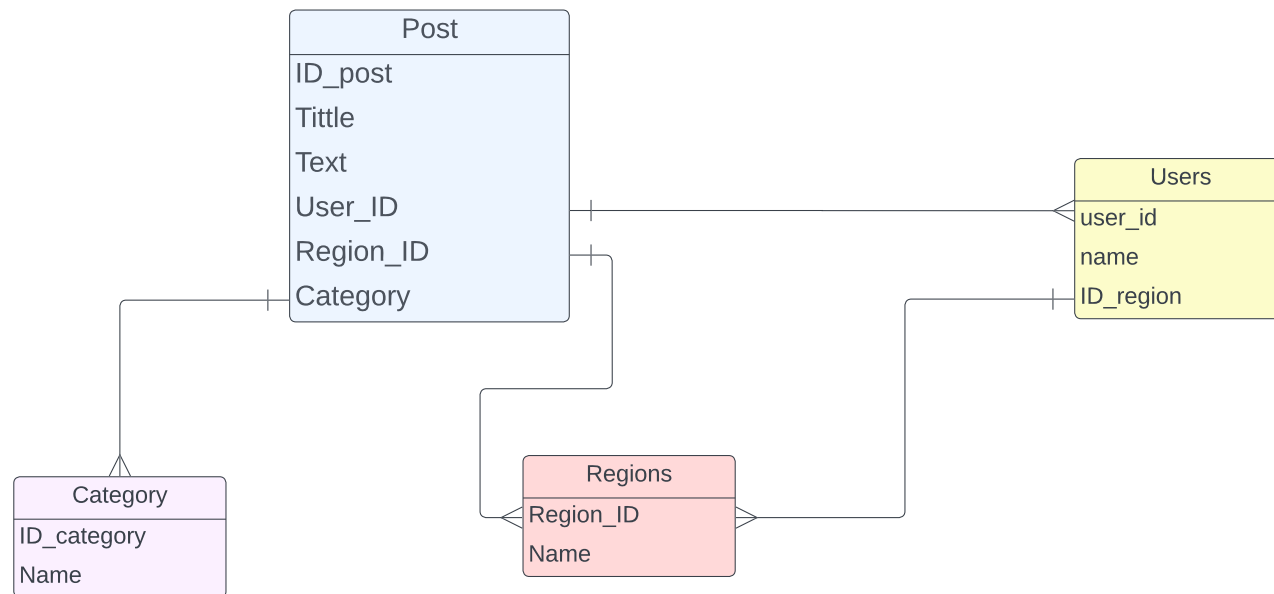 Post
ID_post
Tittle
Text
User_ID
Region_ID
Category
Users
user_id
name
ID_region
Category
ID_category
Name
Regions
Region_ID
Name